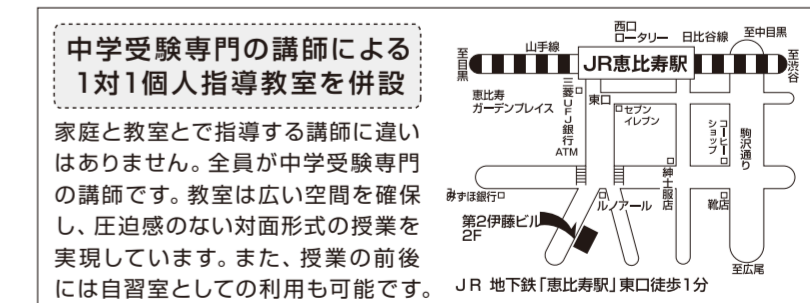 中学受験専門の講師による
1対1個人指導教室を併設
家庭と教室とで指導する講師に違い
はありません。全員が中学受験専門
の講師です。教室は広い空間を確保
し、圧迫感のない対面形式の授業を
実現しています。また、授業の前後
には自習室としての利用も可能です。
西口
ロータリー
日比谷線
至中目黒
山手線
至目黒
JR恵比寿駅
至渋谷
恵比寿
ガーデンプレイス
三菱UFJ銀行
ATM
東口
セブン
イレブン
コーヒー
ショップ
駒沢通り
みずほ銀行
ルノアール
紳士服店
靴店
第2伊藤ビル
2F
至広尾
JR 地下鉄「恵比寿駅」東口徒歩1分